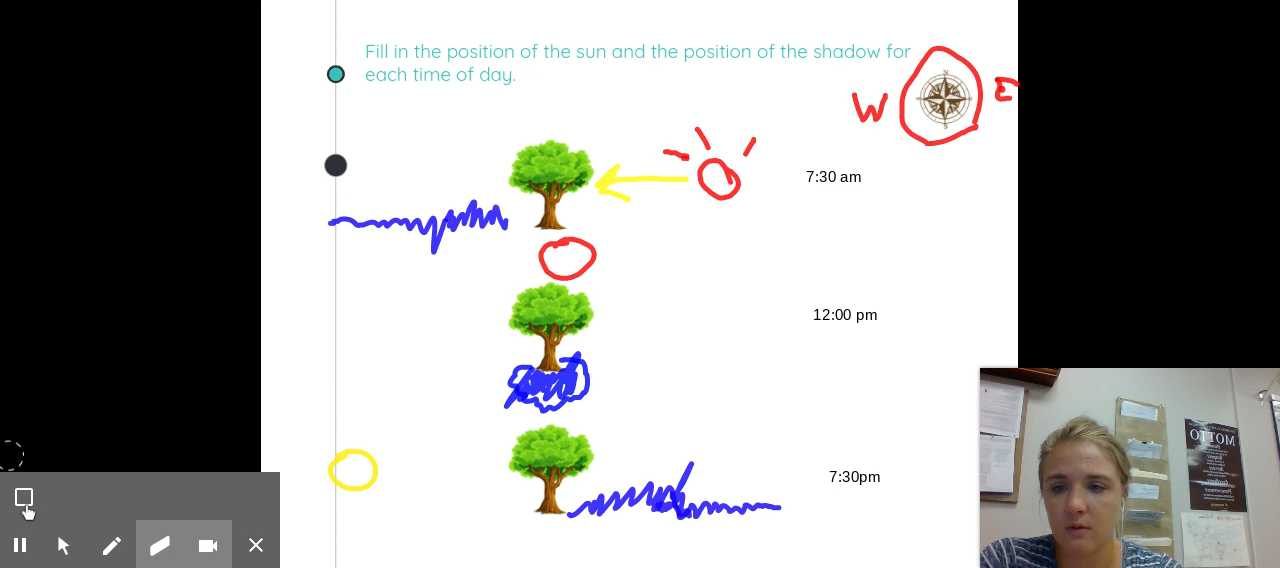 Fill in the position of the sun and the position of the shadow for
each time of day.
W
E
7:30 am
12:00 pm
7:30pm
MOTTO